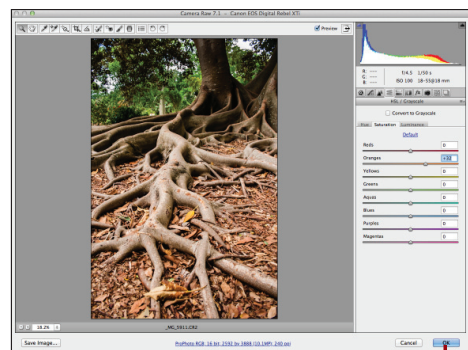 Camera Raw 7.1 - Canon EOS Digital Rebel XTi
Preview
R: ---
G: ---
B: ---
f/4.5 1/50 s
ISO 100 18-55@18 mm
HSL / Grayscale
Convert to Grayscale
Hue Saturation Luminance
Default
Reds 0
Oranges
Yellows 0
Greens 0
Aquas 0
Blues 0
Purples 0
Magentas 0
18.2% _MG_0011.CR2
Save Image... ProPhoto RGB; 16 bit; 2592 by 3888 (10.1MP); 240 ppi Cancel OK